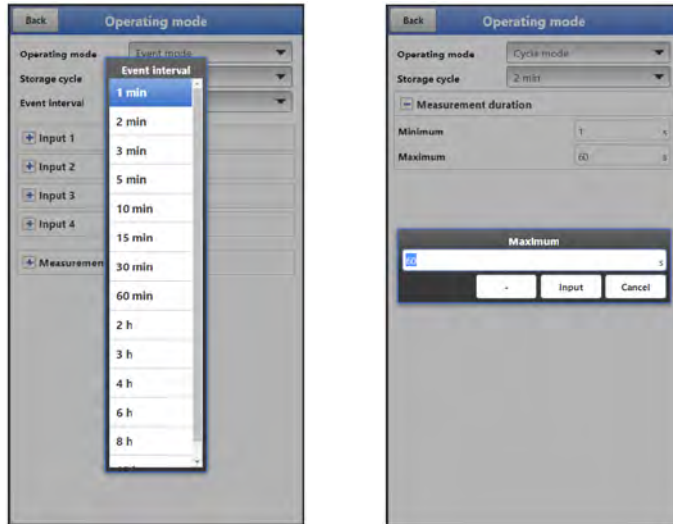 Back Operating mode
Operating mode Event mode
Storage cycle
Event interval
Event interval
1 min
2 min
3 min
5 min
10 min
15 min
30 min
60 min
2 h
3 h
4 h
6 h
8 h
Input 1
Input 2
Input 3
Input 4
Measuremen
Back Operating mode
Operating mode Cycle mode
Storage cycle 2 min
Measurement duration
Minimum 1 s
Maximum 60 s
Maximum
60 s
- Input Cancel